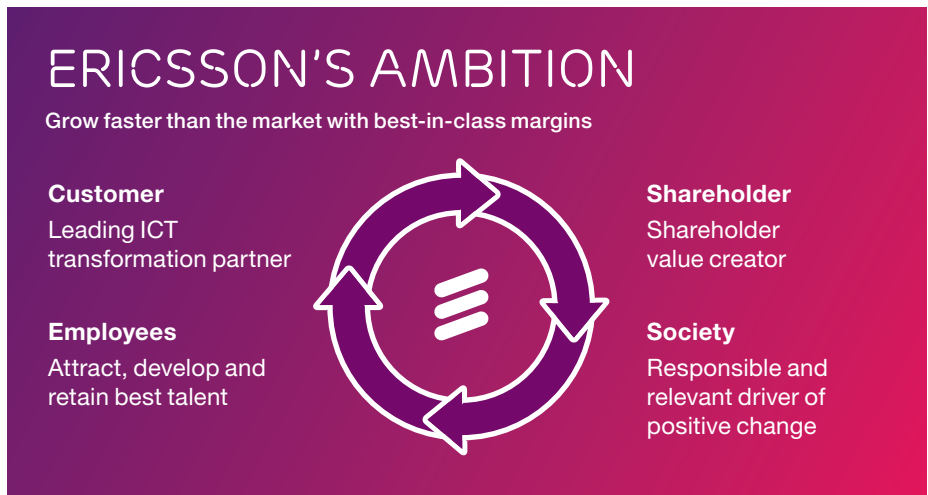 ERICSSON'S AMBITION
Grow faster than the market with best-in-class margins
Customer
Leading ICT
transformation partner
Employees
Attract, develop and
retain best talent
Shareholder
Shareholder
value creator
Society
Responsible and
relevant driver of
positive change